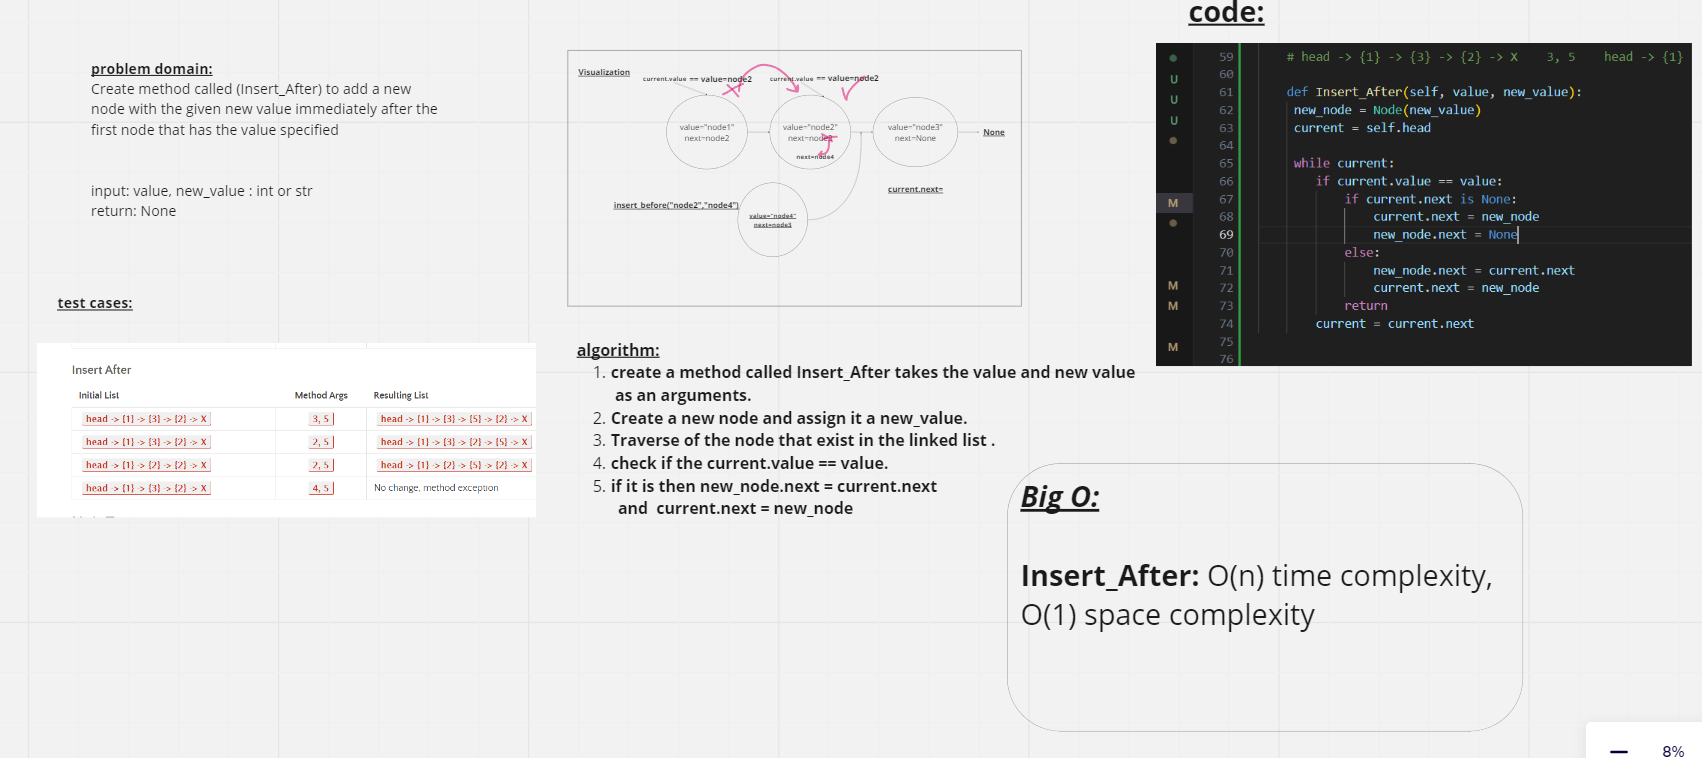 problem domain:
Create method called (Insert_After) to add a new
node with the given new value immediately after the
first node that has the value specified
input: value, new_value : int or str
return: None
test cases:
Insert After
Initial List Method Args Resulting List
head -> {1} -> {3} -> {2} -> X 3, 5 head -> {1} -> {3} -> {5} -> {2} -> X
head -> {1} -> {3} -> {2} -> X 2, 5 head -> {1} -> {3} -> {2} -> {5} -> X
head -> {1} -> {2} -> {2} -> X 2, 5 head -> {1} -> {2} -> {5} -> {2} -> X
head -> {1} -> {3} -> {2} -> X 4, 5 No change, method exception
Visualization
current.value == value=node2 current.value == value=node2
value="node1"
next=node2
value="node2"
next=node3
next=node4
value="node3"
next=None
None
current.next=
insert_before("node2","node4")
value="node4"
next=node3
algorithm:
1. create a method called Insert_After takes the value and new value
as an arguments.
2. Create a new node and assign it a new_value.
3. Traverse of the node that exist in the linked list .
4. check if the current.value == value.
5. if it is then new_node.next = current.next
and current.next = new_node
code:
59 # head -> {1} -> {3} -> {2} -> X 3, 5 head -> {1}
U 60
61 def Insert_After(self, value, new_value):
U 62 new_node = Node(new_value)
U 63 current = self.head
64
65 while current:
66 if current.value == value:
M 67 if current.next is None:
68 current.next = new_node
69 new_node.next = None
70 else:
71 new_node.next = current.next
M 72 current.next = new_node
M 73 return
74 current = current.next
M 75
76
Big O:
Insert_After: O(n) time complexity,
O(1) space complexity
8%